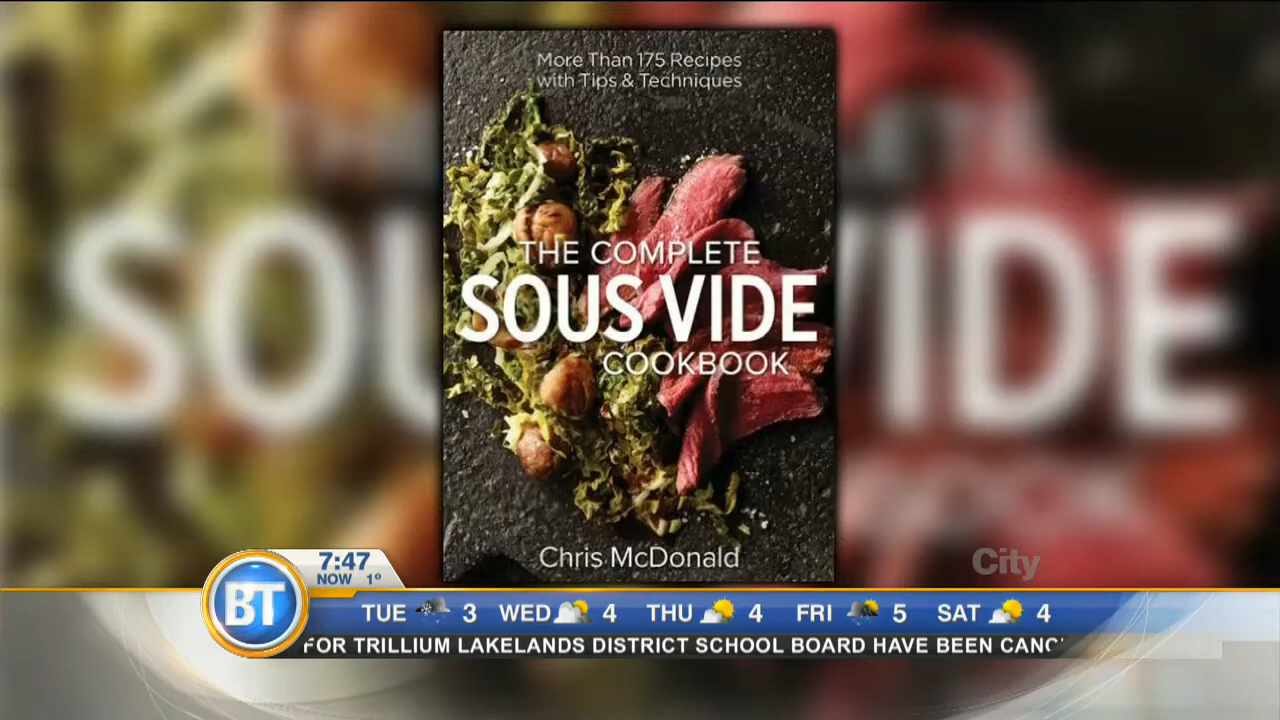 More Than 175 Recipes
with Tips & Techniques
THE COMPLETE
SOUS VIDE
COOKBOOK
Chris McDonald
SOU
VIDE
City
7:47
NOW 1°
BT
TUE 3 WED 4 THU 4 FRI 5 SAT 4
FOR TRILLIUM LAKELANDS DISTRICT SCHOOL BOARD HAVE BEEN CANC